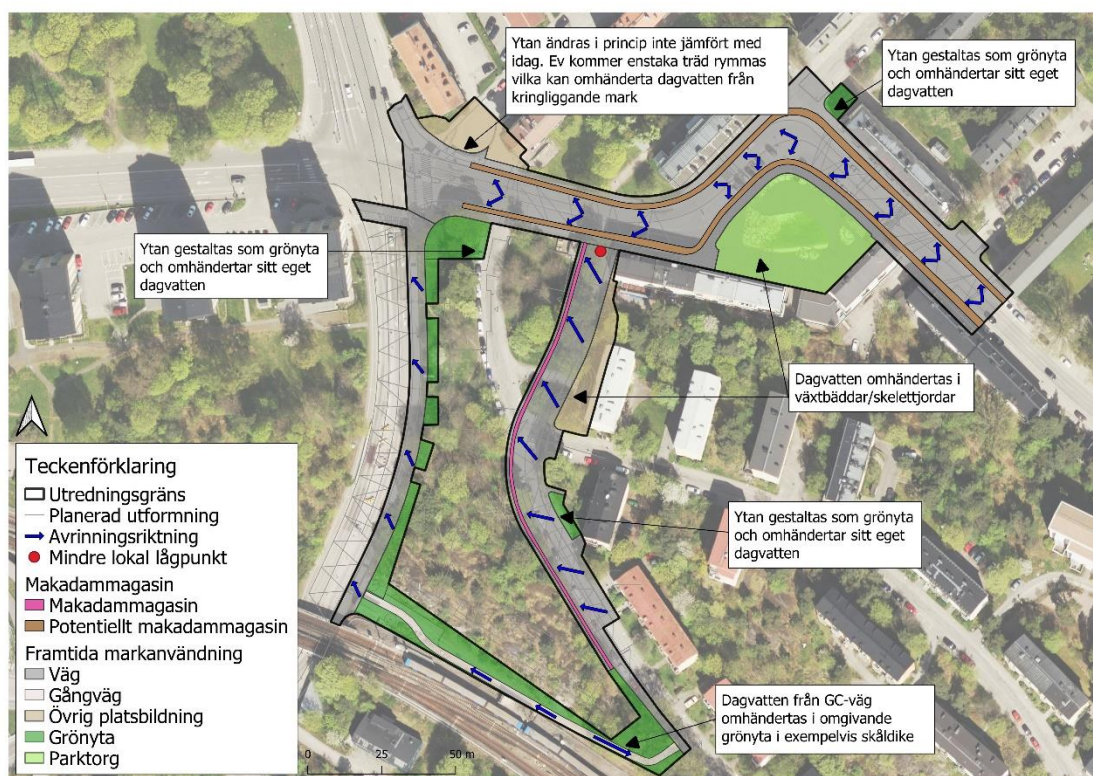 Ytan ändras i princip inte jämfört med
idag. Ev kommer enstaka träd rymmas
vilka kan omhänderta dagvatten från
kringliggande mark
Ytan gestaltas som grönyta
och omhändertar sitt eget
dagvatten
Ytan gestaltas som grönyta
och omhändertar sitt eget
dagvatten
Dagvatten omhändertas i
växtbäddar/skelettjordar
Ytan gestaltas som grönyta
och omhändertar sitt eget
dagvatten
Dagvatten från GC-väg
omhändertas i omgivande
grönyta i exempelvis skåldike
Teckenförklaring
Utredningsgräns
Planerad utformning
Avrinningsriktning
Mindre lokal lågpunkt
Makadammagasin
Makadammagasin
Potentiellt makadammagasin
Framtida markanvändning
Väg
Gångväg
Övrig platsbildning
Grönyta
Parktorg
0 25 50 m